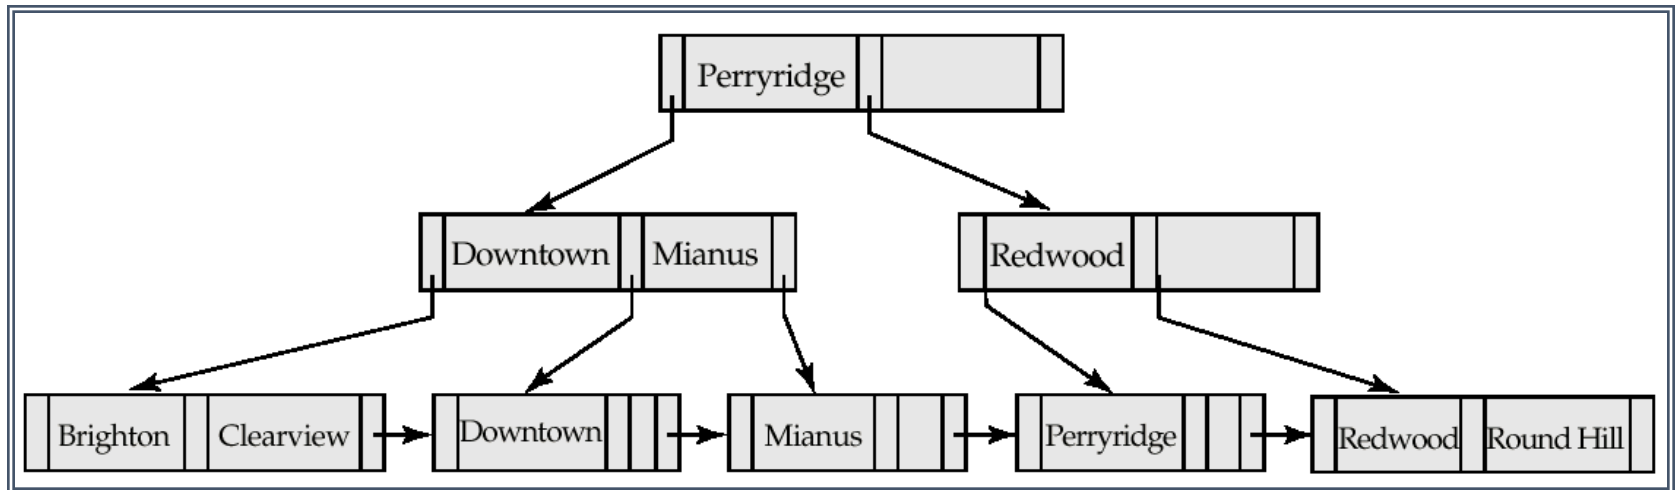 Perryridge
Downtown Mianus Redwood
Brighton Clearview Downtown Mianus Perryridge Redwood Round Hill